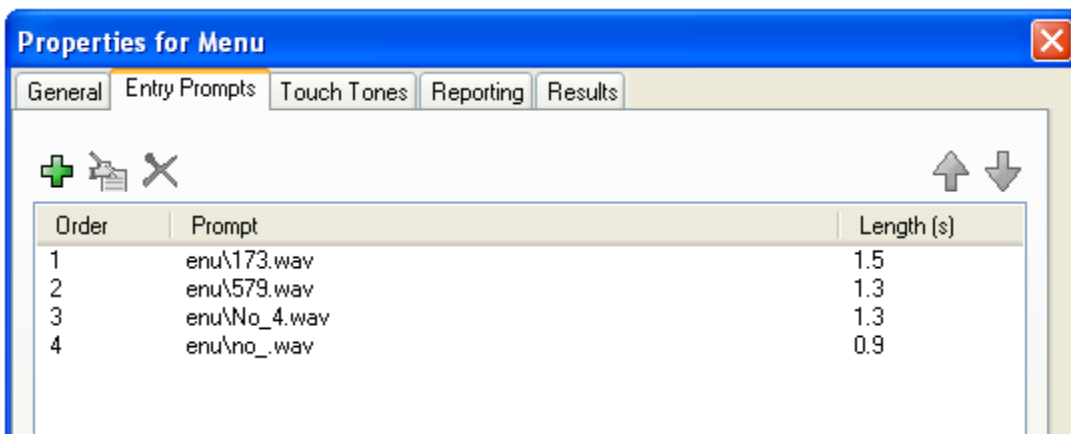 Properties for Menu
General Entry Prompts Touch Tones Reporting Results
Order Prompt Length (s)
1 enu\173.wav 1.5
2 enu\579.wav 1.3
3 enu\No_4.wav 1.3
4 enu\no_.wav 0.9